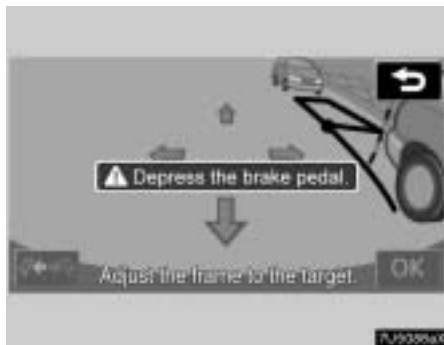 Depress the brake pedal.
Adjust the frame to the target.
OK